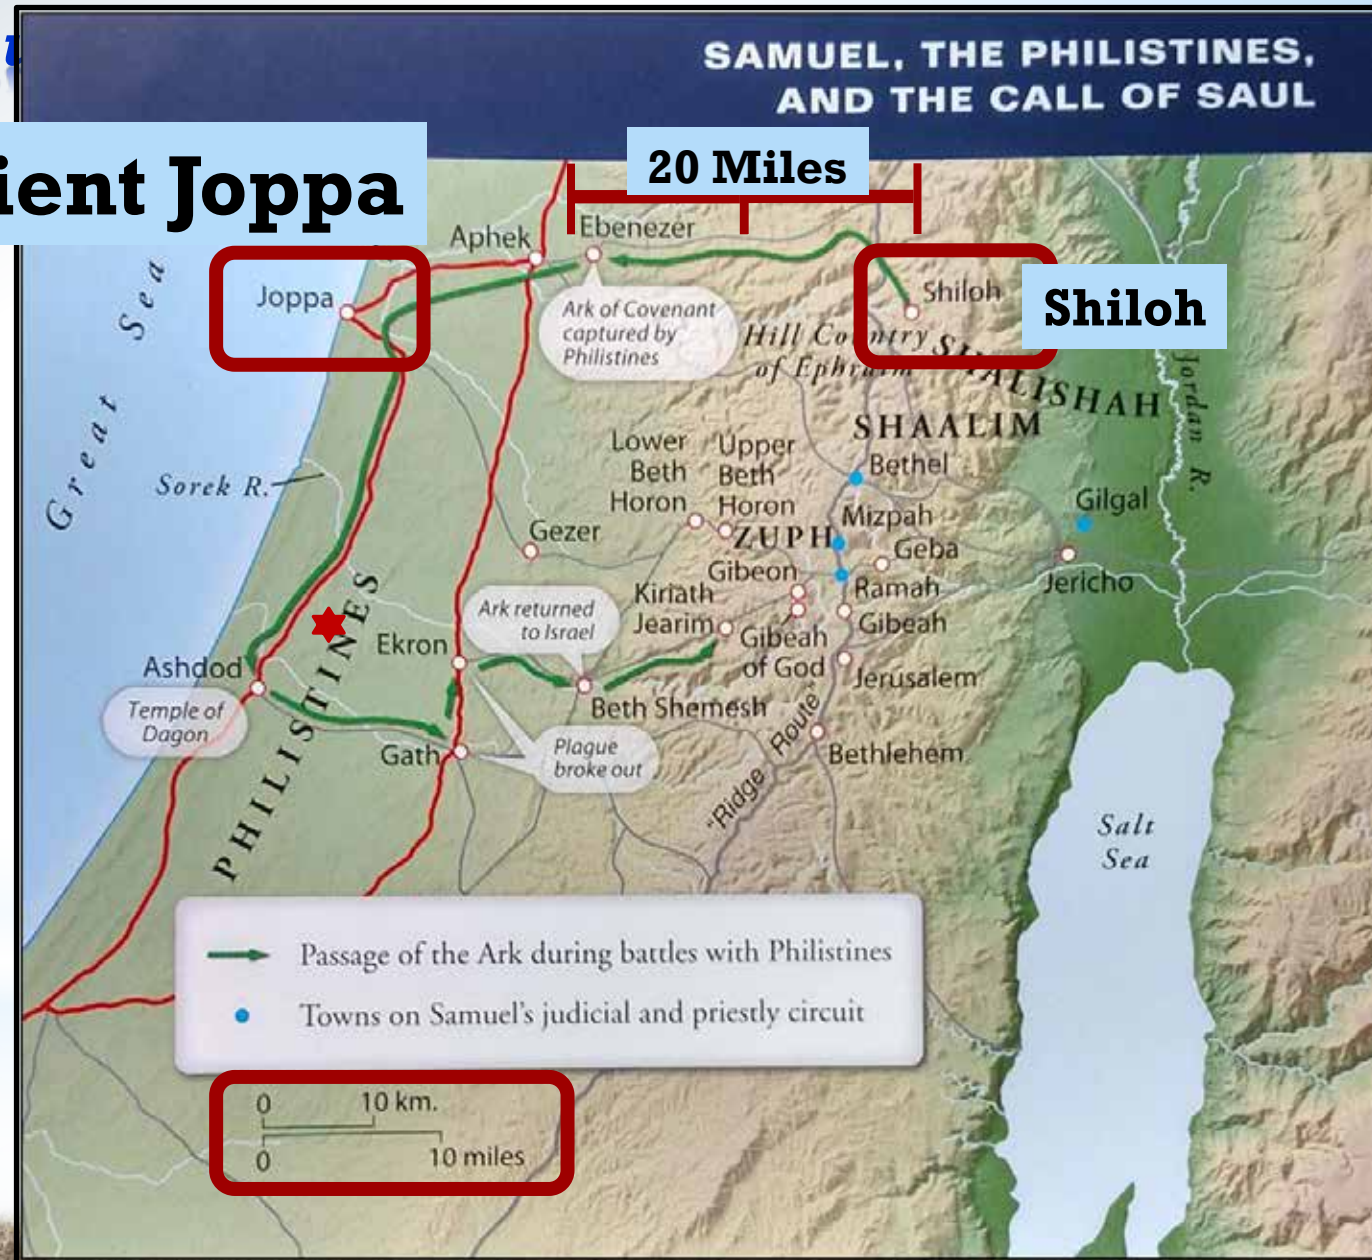 SAMUEL, THE PHILISTINES,
AND THE CALL OF SAUL
ient Joppa
20 Miles
Aphek
Ebenezer
Joppa
Shiloh
Shiloh
Ark of Covenant
captured by
Philistines
Great Sea
Hill Country
of Ephraim
SHALISHAH
Jordan R.
SHAALIM
Lower
Beth
Horon
Upper
Beth
Horon
Bethel
Sorek R.
Gilgal
Mizpah
ZUPH
Gezer
Geba
Gibeon
Jericho
Ramah
Kiriath
Jearim
Ark returned
to Israel
Gibeah
Gibeah
of God
Ekron
Ashdod
Jerusalem
PHILISTINES
Temple of
Dagon
Beth Shemesh
Gath
Plague
broke out
"Ridge Route"
Bethlehem
Salt
Sea
Passage of the Ark during battles with Philistines
Towns on Samuel's judicial and priestly circuit
0 10 km.
0 10 miles